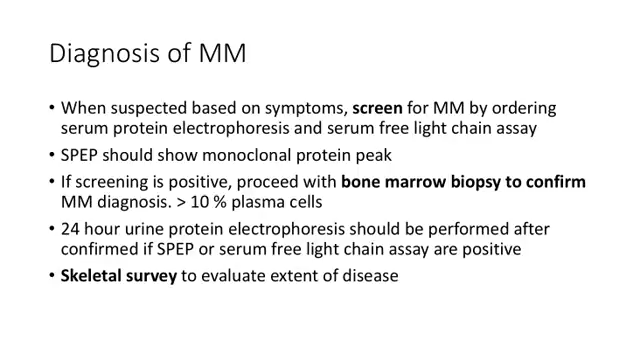 Diagnosis of MM
• When suspected based on symptoms, screen for MM by ordering
serum protein electrophoresis and serum free light chain assay
• SPEP should show monoclonal protein peak
• If screening is positive, proceed with bone marrow biopsy to confirm
MM diagnosis. > 10 % plasma cells
• 24 hour urine protein electrophoresis should be performed after
confirmed if SPEP or serum free light chain assay are positive
• Skeletal survey to evaluate extent of disease